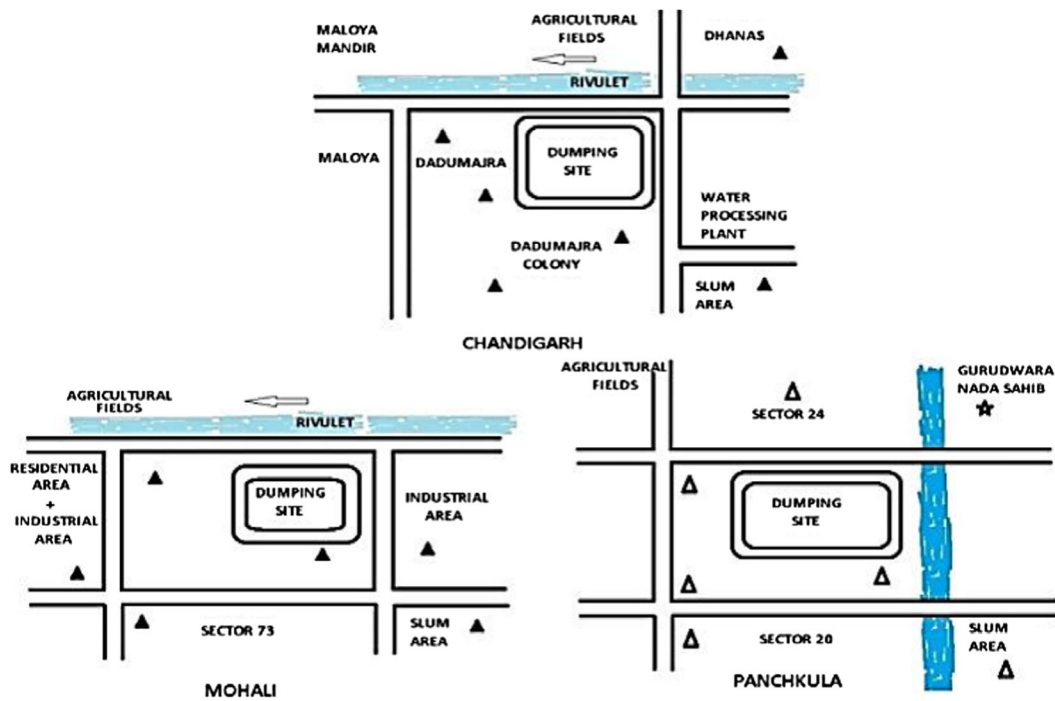 MALOYA
MANDIR
AGRICULTURAL
FIELDS
DHANAS
RIVULET
MALOYA
DADUMAJRA
DUMPING
SITE
WATER
PROCESSING
PLANT
DADUMAJRA
COLONY
SLUM
AREA
CHANDIGARH
AGRICULTURAL
FIELDS
RIVULET
RESIDENTIAL
AREA
+
INDUSTRIAL
AREA
DUMPING
SITE
INDUSTRIAL
AREA
SECTOR 73
SLUM
AREA
MOHALI
AGRICULTURAL
FIELDS
SECTOR 24
GURUDWARA
NADA SAHIB
DUMPING
SITE
SECTOR 20
SLUM
AREA
PANCHKULA